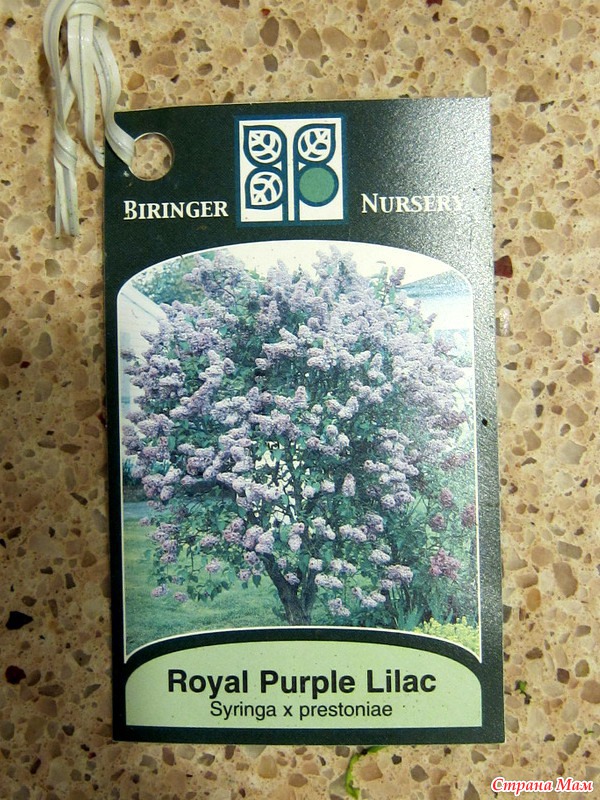 BIRINGER NURSERY
Royal Purple Lilac
Syringa x prestoniae
Страна Мам